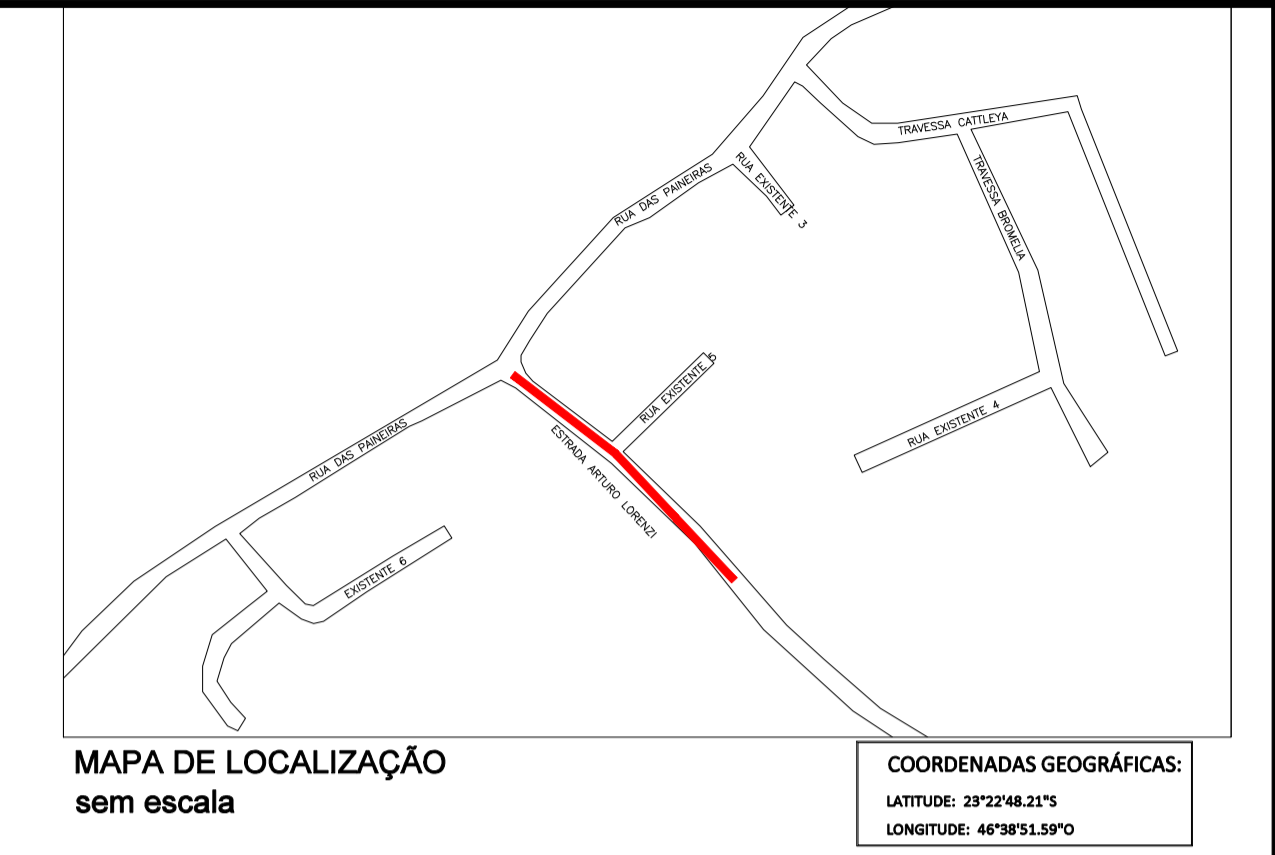 TRAVESSA CATTLEYA
RUA EXISTENTE 3
RUA DAS PAINEIRAS
TRAVESSA BROMELIA
RUA EXISTENTE 5
RUA EXISTENTE 4
RUA DAS PAINEIRAS
ESTRADA ARTURO LORENZI
EXISTENTE 6
MAPA DE LOCALIZAÇÃO
sem escala
COORDENADAS GEOGRÁFICAS:
LATITUDE: 23°22'48.21"S
LONGITUDE: 46°38'51.59"O